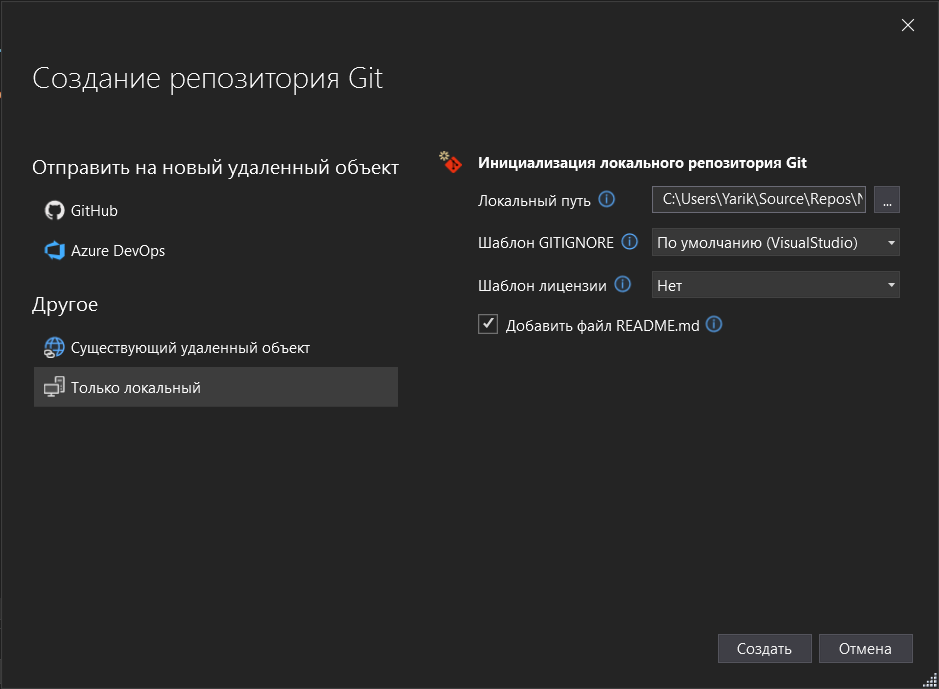 Создание репозитория Git
Отправить на новый удаленный объект
GitHub
Azure DevOps
Другое
Существующий удаленный объект
Только локальный
Инициализация локального репозитория Git
Локальный путь C:\Users\Yarik\Source\Repos\ ...
Шаблон GITIGNORE По умолчанию (VisualStudio)
Шаблон лицензии Нет
Добавить файл README.md
Создать Отмена